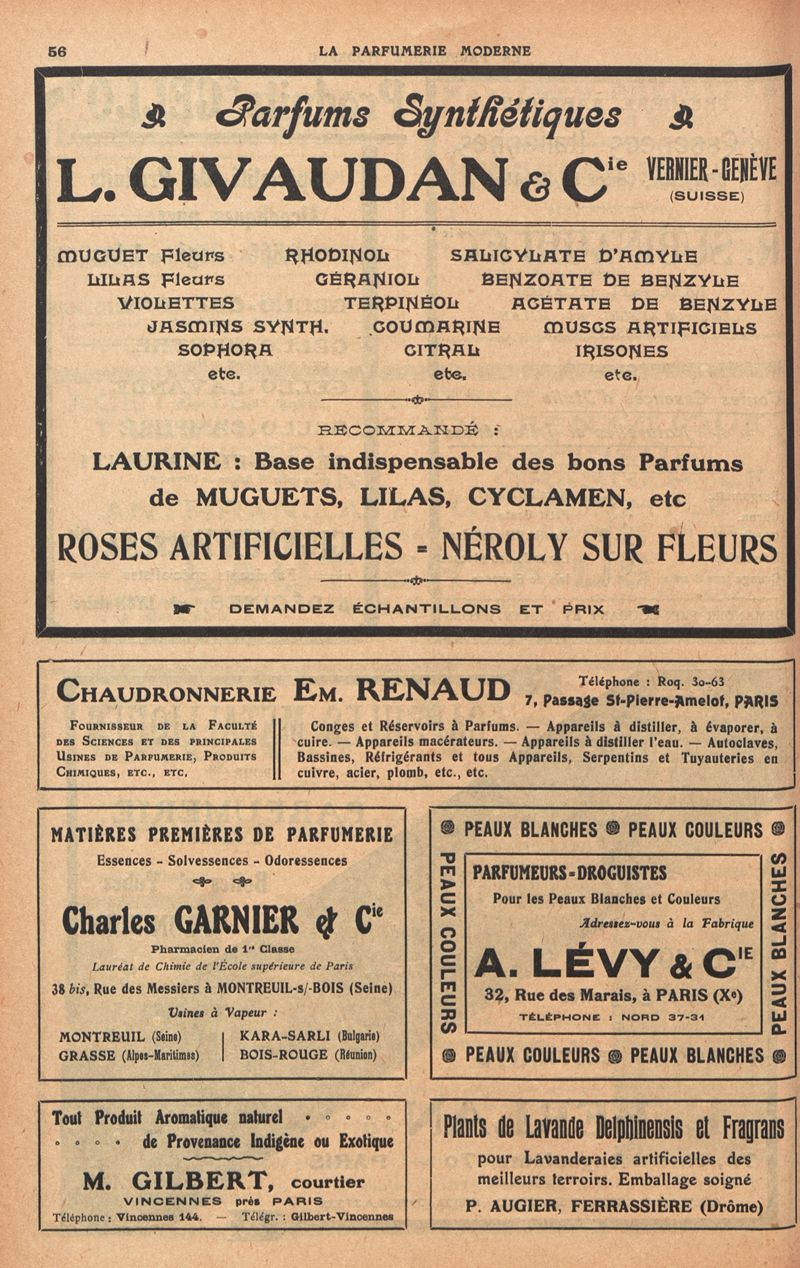 56
LA PARFUMERIE MODERNE
Parfums Synthétiques
L. GIVAUDAN & Cie VERNIER-GENÈVE
(SUISSE)
MUGUET Fleurs RHODINOL SALICYLATE D'AMYLE
LILAS Fleurs GÉRANIOL BENZOATE DE BENZYLE
VIOLETTES TERPINÉOL ACÉTATE DE BENZYLE
JASMINS SYNTH. COUMARINE MUSCS ARTIFICIELS
SOPHORA CITRAL IRISONES
etc. etc. etc.
RECOMMANDÉ :
LAURINE : Base indispensable des bons Parfums
de MUGUETS, LILAS, CYCLAMEN, etc
ROSES ARTIFICIELLES = NÉROLY SUR FLEURS
DEMANDEZ ÉCHANTILLONS ET PRIX
CHAUDRONNERIE EM. RENAUD
Téléphone : Roq. 30-63
7, Passage St-Pierre-Amelot, PARIS
FOURNISSEUR DE LA FACULTÉ
DES SCIENCES ET DES PRINCIPALES
USINES DE PARFUMERIE, PRODUITS
CHIMIQUES, ETC., ETC.
Conges et Réservoirs à Parfums. — Appareils à distiller, à évaporer, à
cuire. — Appareils macérateurs. — Appareils à distiller l'eau. — Autoclaves,
Bassines, Réfrigérants et tous Appareils, Serpentins et Tuyauteries en
cuivre, acier, plomb, etc., etc.
MATIÈRES PREMIÈRES DE PARFUMERIE
Essences - Solvessences - Odoressences
Charles GARNIER & Cie
Pharmacien de 1re Classe
Lauréat de Chimie de l'École supérieure de Paris
38 bis, Rue des Messiers à MONTREUIL-s/-BOIS (Seine)
Usines à Vapeur :
MONTREUIL (Seine)
GRASSE (Alpes-Maritimes)
KARA-SARLI (Bulgarie)
BOIS-ROUGE (Réunion)
PEAUX BLANCHES PEAUX COULEURS
PEAUX COULEURS
PARFUMEURS=DROGUISTES
Pour les Peaux Blanches et Couleurs
Adressez-vous à la Fabrique
A. LÉVY & CIE
32, Rue des Marais, à PARIS (Xe)
TÉLÉPHONE : NORD 37-31
PEAUX BLANCHES
PEAUX COULEURS PEAUX BLANCHES
Tout Produit Aromatique naturel
de Provenance Indigène ou Exotique
M. GILBERT, courtier
VINCENNES près PARIS
Téléphone : Vincennes 144. — Télégr. : Gilbert-Vincennes
Plants de Lavande Delphinensis et Fragrans
pour Lavanderaies artificielles des
meilleurs terroirs. Emballage soigné
P. AUGIER, FERRASSIÈRE (Drôme)